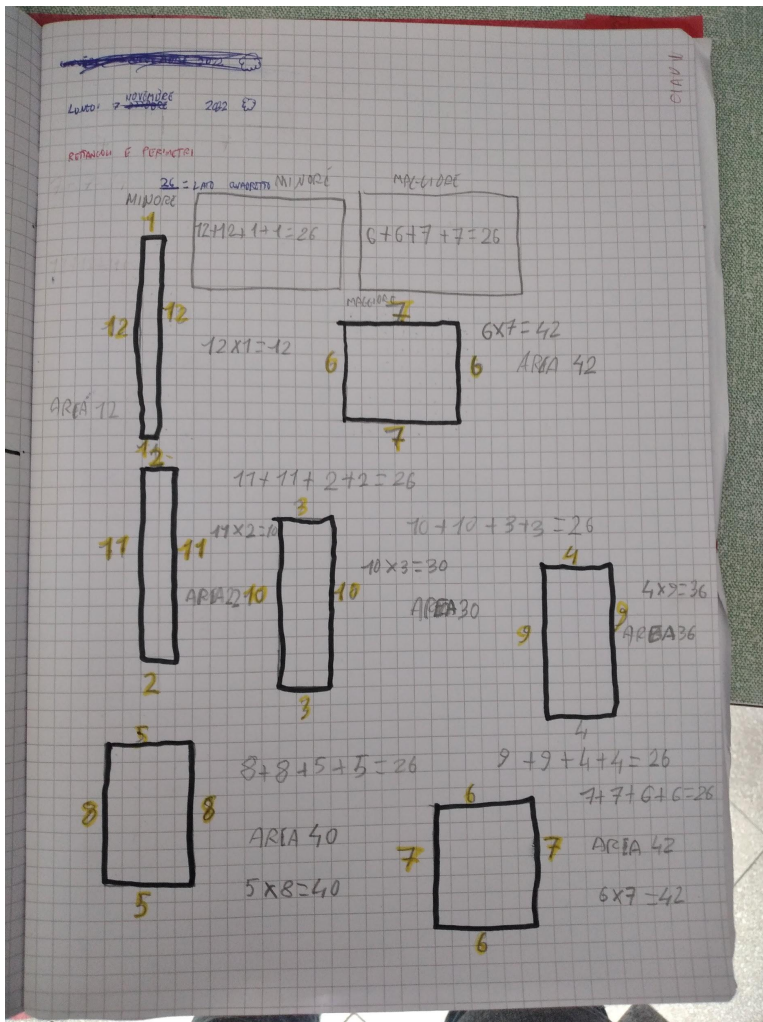 LUNEDì 7 NOVEMBRE 2022
RETTANGOLI E PERIMETRI
26 = LATO QUADRETTO
MINORE
MAGGIORE
MINORE
12+12+1+1=26
6+6+7+7=26
1
12
12
1
12X1=12
AREA 12
MAGGIORE
7
6
6
7
6X7=42
AREA 42
2
11
11
2
11+11+2+2=26
11X2=10
AREA 22
3
10
10
3
10+10+3+3=26
10X3=30
AREA 30
4
9
9
4
4X9=36
AREA 36
9+9+4+4=26
5
8
8
5
8+8+5+5=26
AREA 40
5X8=40
6
7
7
6
7+7+6+6=26
AREA 42
6X7=42